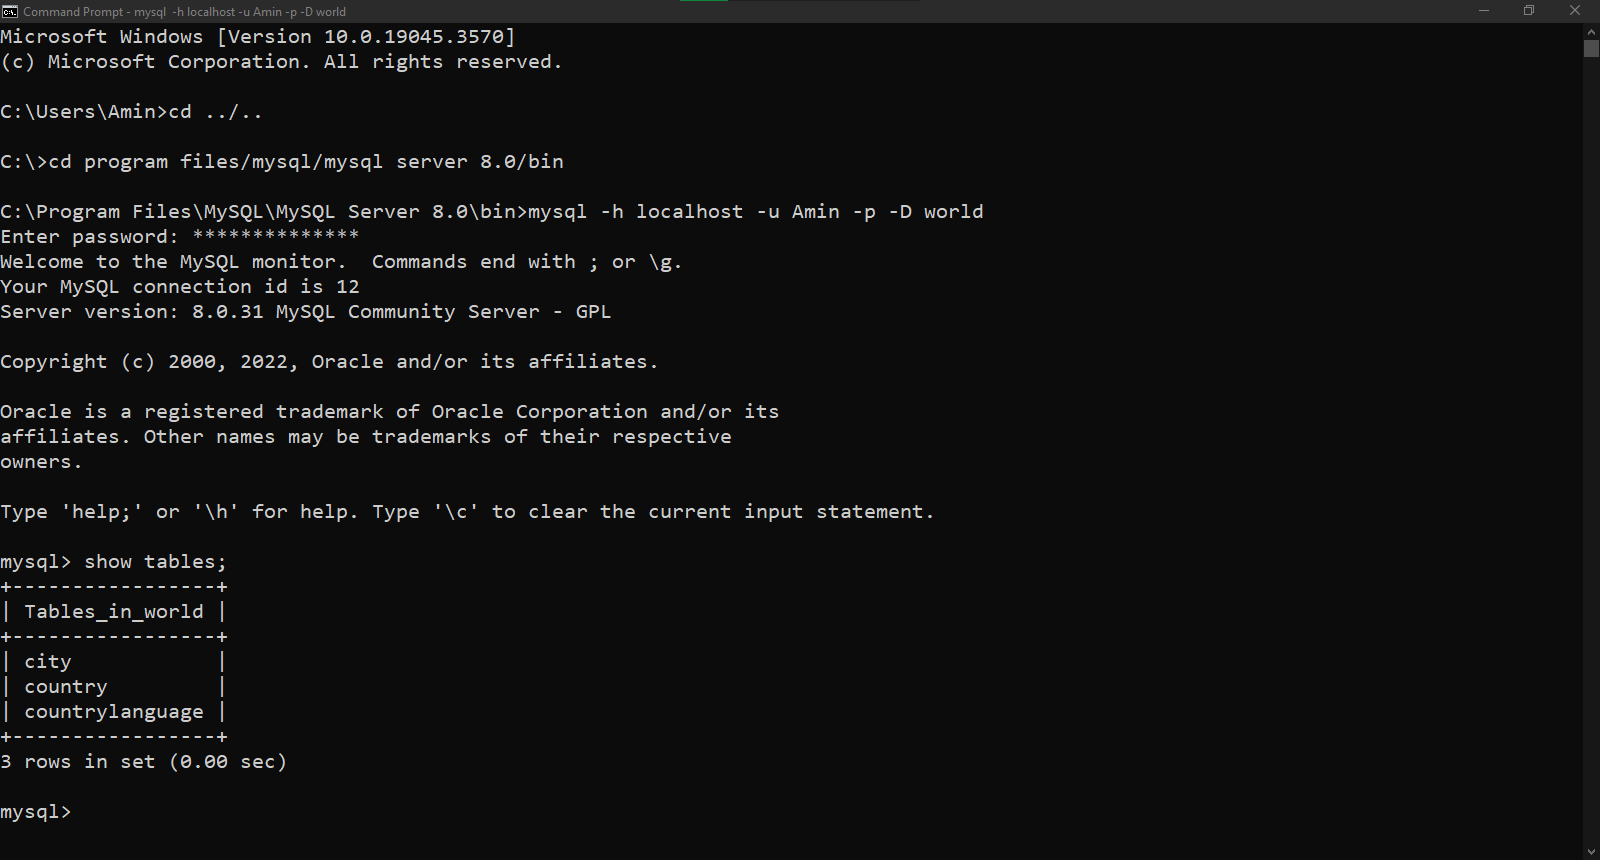 Command Prompt - mysql  -h localhost -u Amin -p -D world
Microsoft Windows [Version 10.0.19045.3570]
(c) Microsoft Corporation. All rights reserved.
C:\Users\Amin>cd ../..
C:\>cd program files/mysql/mysql server 8.0/bin
C:\Program Files\MySQL\MySQL Server 8.0\bin>mysql -h localhost -u Amin -p -D world
Enter password: **************
Welcome to the MySQL monitor.  Commands end with ; or \g.
Your MySQL connection id is 12
Server version: 8.0.31 MySQL Community Server - GPL
Copyright (c) 2000, 2022, Oracle and/or its affiliates.
Oracle is a registered trademark of Oracle Corporation and/or its
affiliates. Other names may be trademarks of their respective
owners.
Type 'help;' or '\h' for help. Type '\c' to clear the current input statement.
mysql> show tables;
+-----------------+
| Tables_in_world |
+-----------------+
| city            |
| country         |
| countrylanguage |
+-----------------+
3 rows in set (0.00 sec)
mysql>